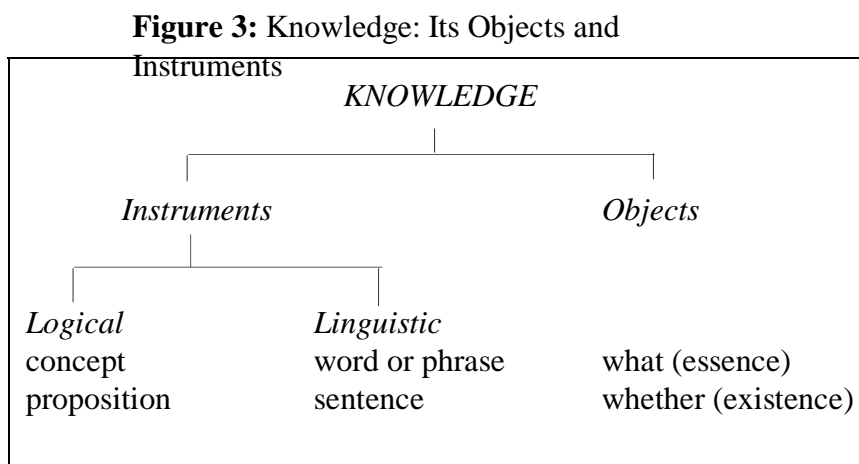 Figure 3: Knowledge: Its Objects and
Instruments
KNOWLEDGE
Instruments Objects
Logical Linguistic
concept word or phrase what (essence)
proposition sentence whether (existence)